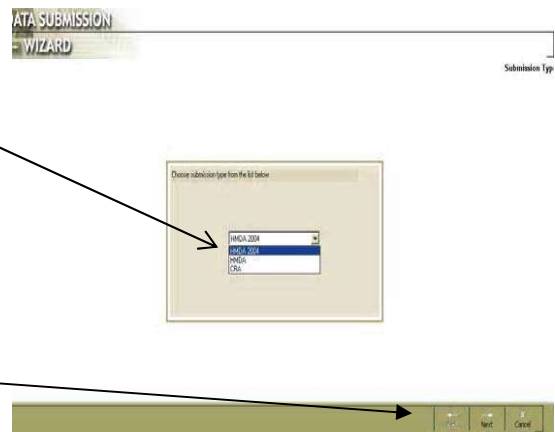 DATA SUBMISSION
– WIZARD
Submission Typ
Choose submission type from the list below
HMDA 2004
HMDA 2004
HMDA
CRA
Next
Cancel